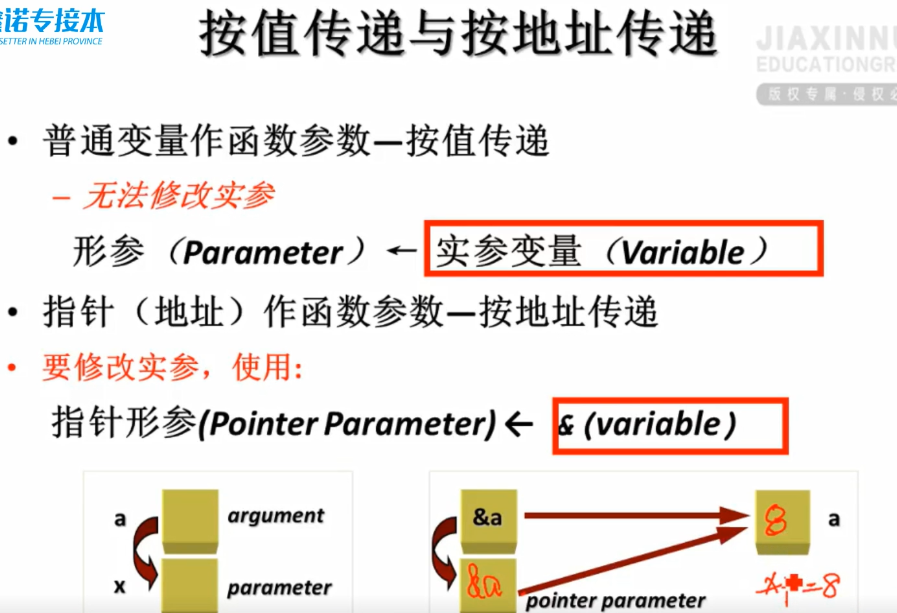 诺专接本
SETTER IN HEBEI PROVINCE
按值传递与按地址传递
JIAXINNU
EDUCATIONGR
版权专属·侵权必
• 普通变量作函数参数—按值传递
– 无法修改实参
形参（Parameter）← 实参变量（Variable）
• 指针（地址）作函数参数—按地址传递
• 要修改实参，使用:
指针形参(Pointer Parameter)← & (variable)
a argument
x parameter
&a 8 a
&a pointer parameter
=8